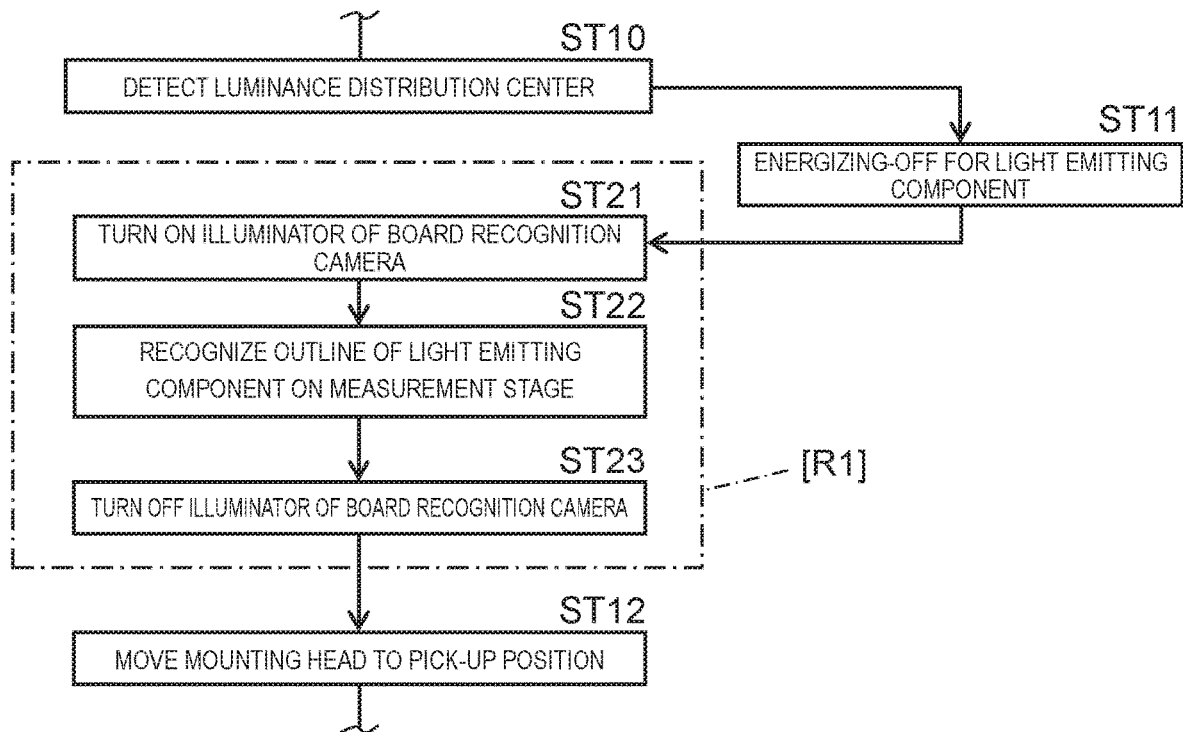 ST10
DETECT LUMINANCE DISTRIBUTION CENTER
ST11
ENERGIZING-OFF FOR LIGHT EMITTING
COMPONENT
ST21
TURN ON ILLUMINATOR OF BOARD RECOGNITION
CAMERA
ST22
RECOGNIZE OUTLINE OF LIGHT EMITTING
COMPONENT ON MEASUREMENT STAGE
ST23
TURN OFF ILLUMINATOR OF BOARD RECOGNITION CAMERA
[R1]
ST12
MOVE MOUNTING HEAD TO PICK-UP POSITION